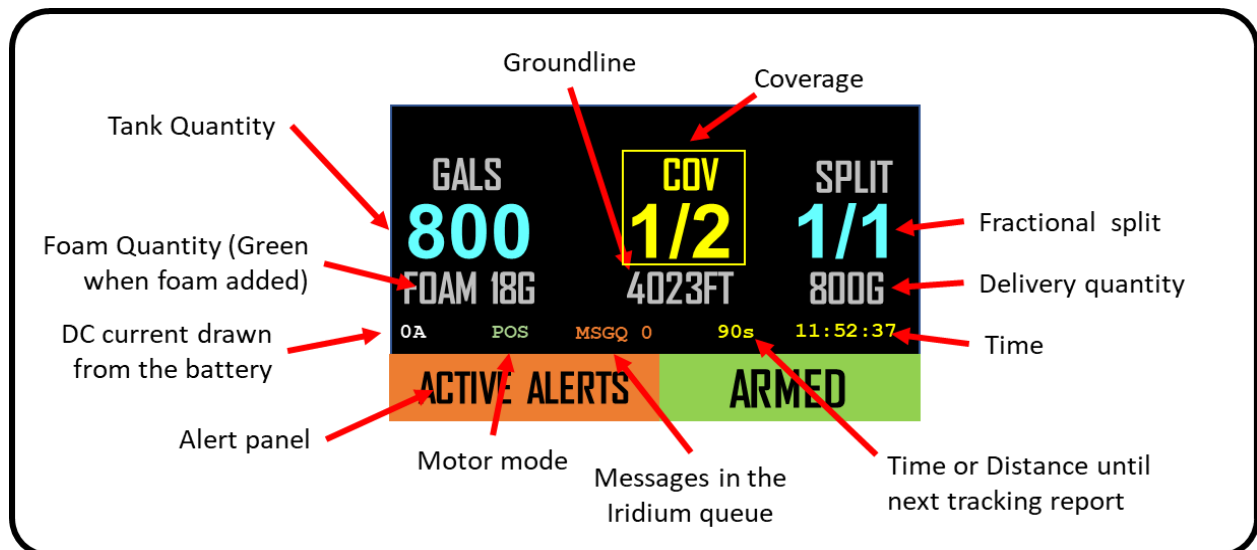 Groundline
Coverage
Tank Quantity
GALS
COV
SPLIT
800
1/2
1/1
Fractional split
Foam Quantity (Green
when foam added)
FOAM 18G
4023FT
800G
Delivery quantity
DC current drawn
from the battery
0A
POS
MSGQ 0
90s
11:52:37
Time
ACTIVE ALERTS
ARMED
Alert panel
Motor mode
Messages in the
Iridium queue
Time or Distance until
next tracking report